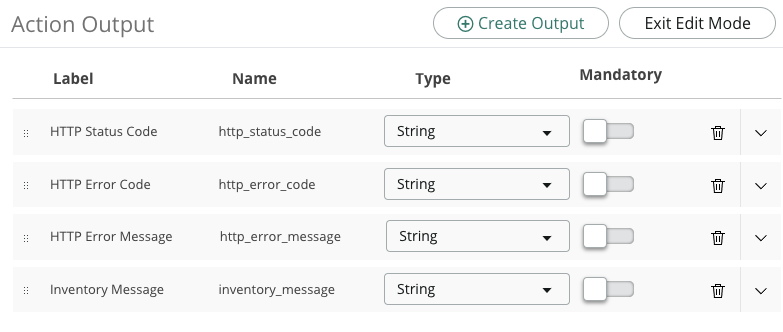 Action Output
Create Output
Exit Edit Mode
Label Name Type Mandatory
HTTP Status Code http_status_code String
HTTP Error Code http_error_code String
HTTP Error Message http_error_message String
Inventory Message inventory_message String